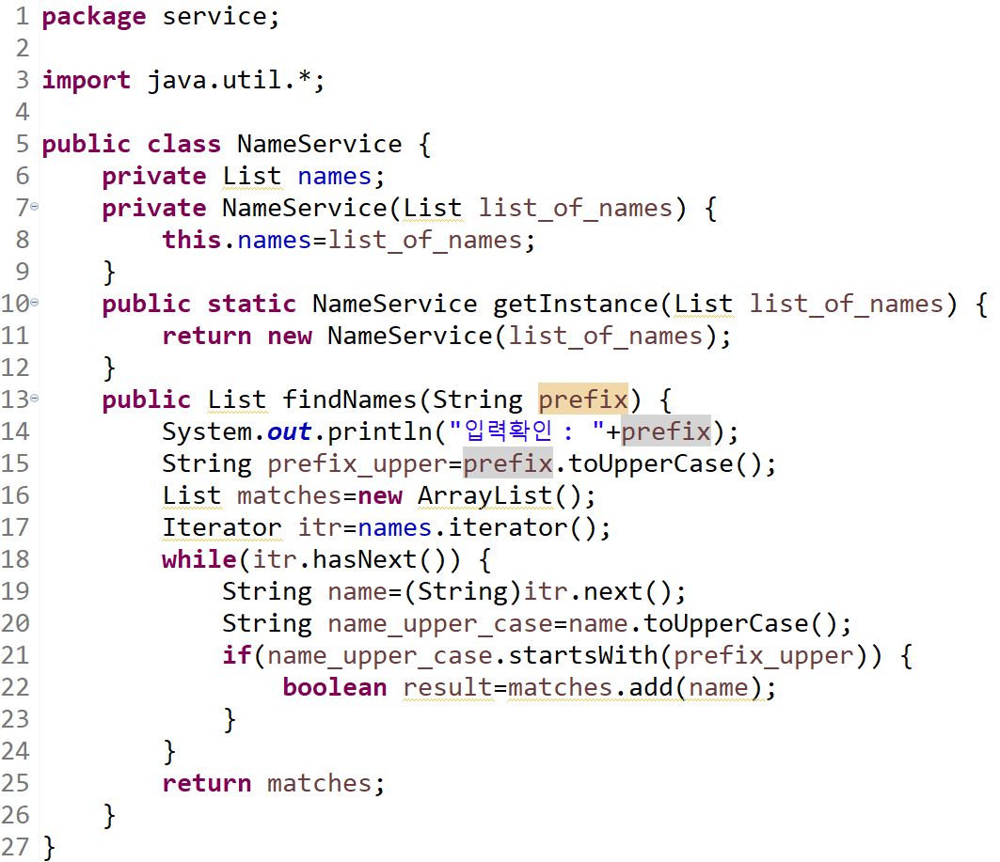 1 package service;
2
3 import java.util.*;
4
5 public class NameService {
6     private List names;
7     private NameService(List list_of_names) {
8         this.names=list_of_names;
9     }
10     public static NameService getInstance(List list_of_names) {
11         return new NameService(list_of_names);
12     }
13     public List findNames(String prefix) {
14         System.out.println("입력확인 : "+prefix);
15         String prefix_upper=prefix.toUpperCase();
16         List matches=new ArrayList();
17         Iterator itr=names.iterator();
18         while(itr.hasNext()) {
19             String name=(String)itr.next();
20             String name_upper_case=name.toUpperCase();
21             if(name_upper_case.startsWith(prefix_upper)) {
22                 boolean result=matches.add(name);
23             }
24         }
25         return matches;
26     }
27 }